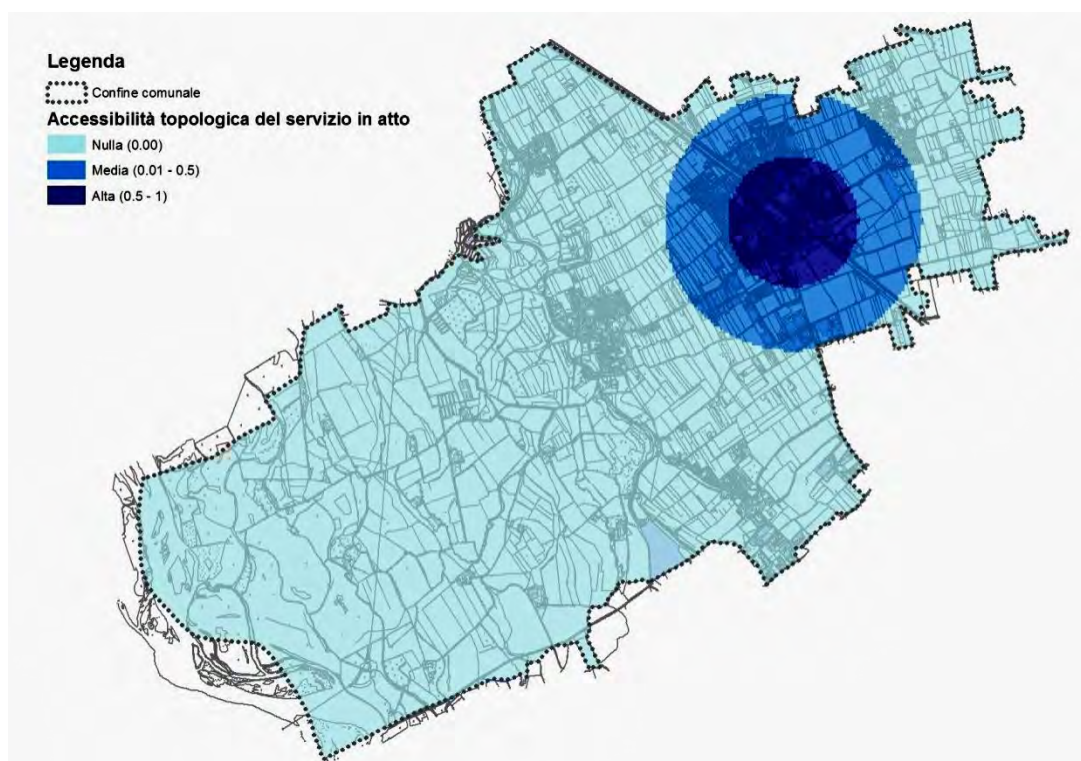 Legenda
Confine comunale
Accessibilità topologica del servizio in atto
Nulla (0.00)
Media (0.01 - 0.5)
Alta (0.5 - 1)